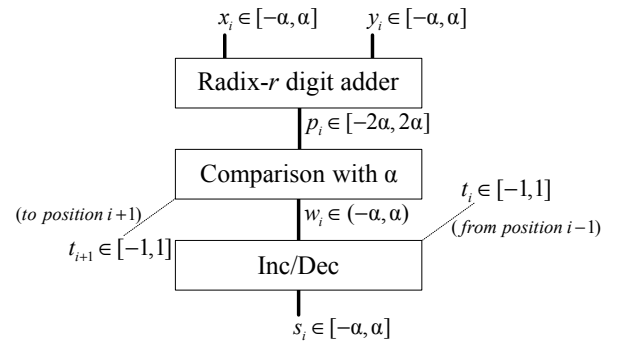 x_i ∈ [-α, α] y_i ∈ [-α, α]
Radix-r digit adder
p_i ∈ [-2α, 2α]
Comparison with α
(to position i+1)
t_{i+1} ∈ [-1,1]
w_i ∈ (-α, α)
t_i ∈ [-1,1]
(from position i−1)
Inc/Dec
s_i ∈ [-α, α]